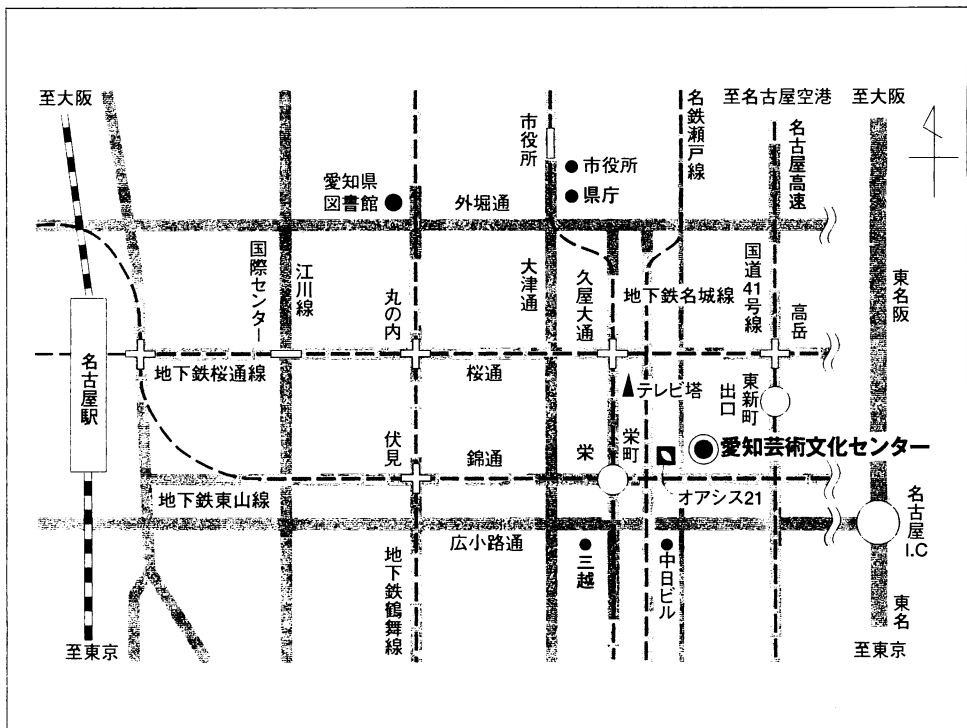 至大阪
至名古屋空港
至大阪
市役所
名鉄瀬戸線
名古屋高速
市役所
県庁
愛知県
図書館
外堀通
国際センター
江川線
丸の内
大津通
久屋大通
地下鉄名城線
国道41号線
高岳
東名阪
名古屋駅
地下鉄桜通線
桜通
テレビ塔
東新町
出口
伏見
錦通
栄
栄町
愛知芸術文化センター
地下鉄東山線
オアシス21
名古屋
I.C
広小路通
地下鉄鶴舞線
三越
中日ビル
東名
至東京
至東京